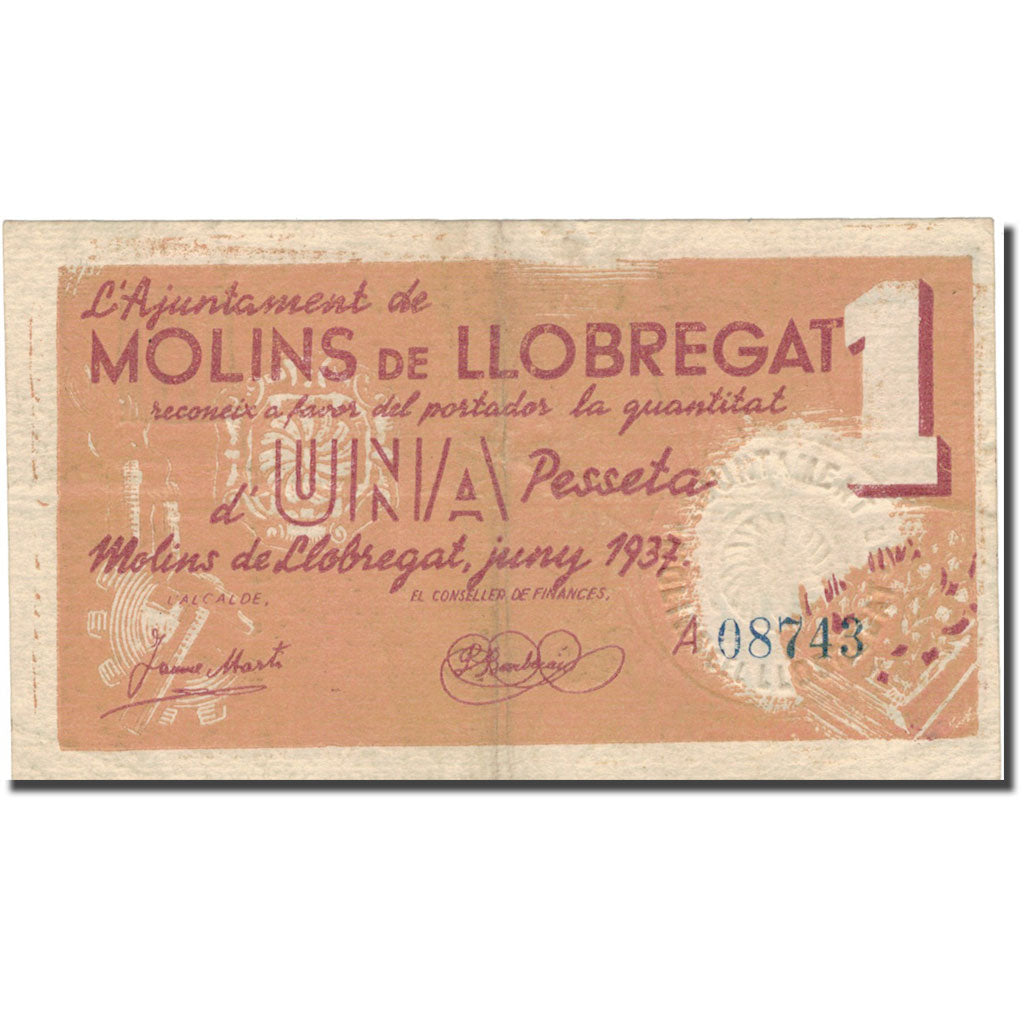 L'Ajuntament de
MOLINS DE LLOBREGAT 1
reconeix a favor del portador la quantitat
d' UNA Pesseta
Molins de Llobregat, juny 1937.
L'ALCALDE, EL CONSELLER DE FINANCES,
A 08743
Jaume Martí